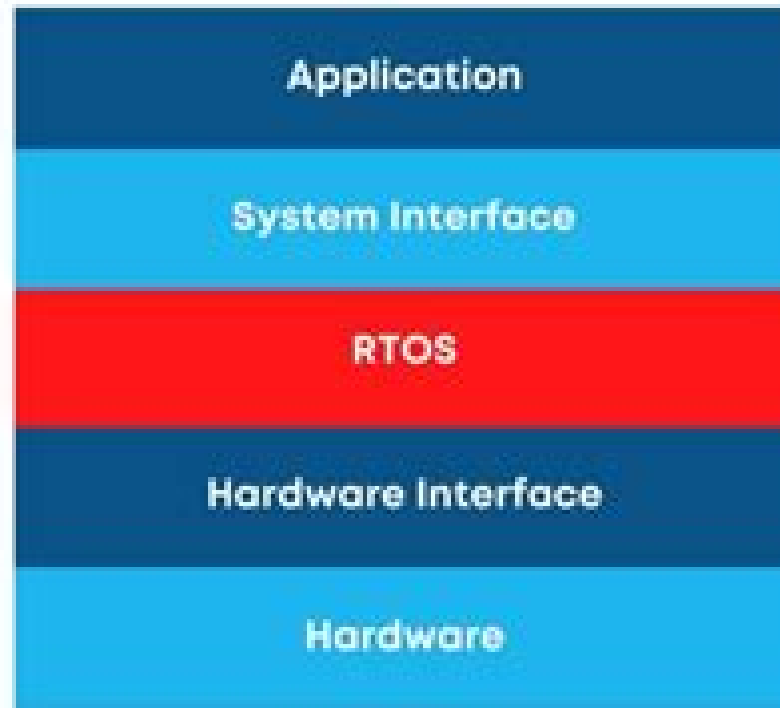 Application
System Interface
RTOS
Hardware Interface
Hardware